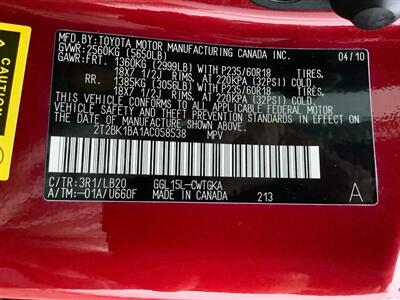 MFD. BY: TOYOTA MOTOR MANUFACTURING CANADA INC.
GVWR: 2560KG (5650LB) 04/10
GAWR:FRT. 1360KG (2999LB) WITH P235/60R18 TIRES,
18X7 1/2J RIMS, AT 220KPA (32PSI) COLD
RR. 1385KG (3050LB) WITH P235/60R18 TIRES,
18X7 1/2J RIMS, AT 220KPA (32PSI) COLD
THIS VEHICLE CONFORMS TO ALL APPLICABLE FEDERAL MOTOR
VEHICLE SAFETY AND THEFT PREVENTION STANDARDS IN EFFECT ON
THE DATE OF MANUFACTURE SHOWN ABOVE.
2T2BK1BA1AC058538 MPV
C/TR: 3R1/LB20 GGL15L-CWTGKA
A/TM:-01A/U660F MADE IN CANADA 213 A
CAUTION